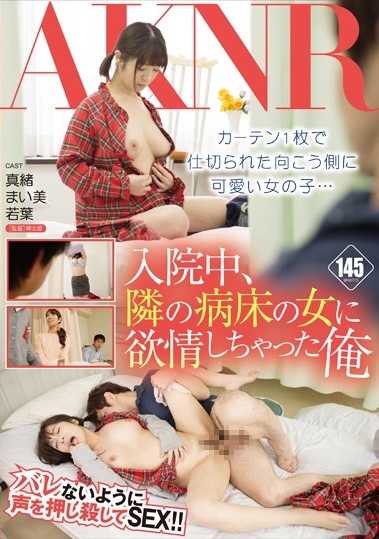 AKNR
カーテン1枚で
仕切られた向こう側に
可愛い女の子…
CAST
真緒
まい美
若葉
入院中、
隣の病床の女に
欲情しちゃった俺
145
バレないように
声を押し殺してSEX!!